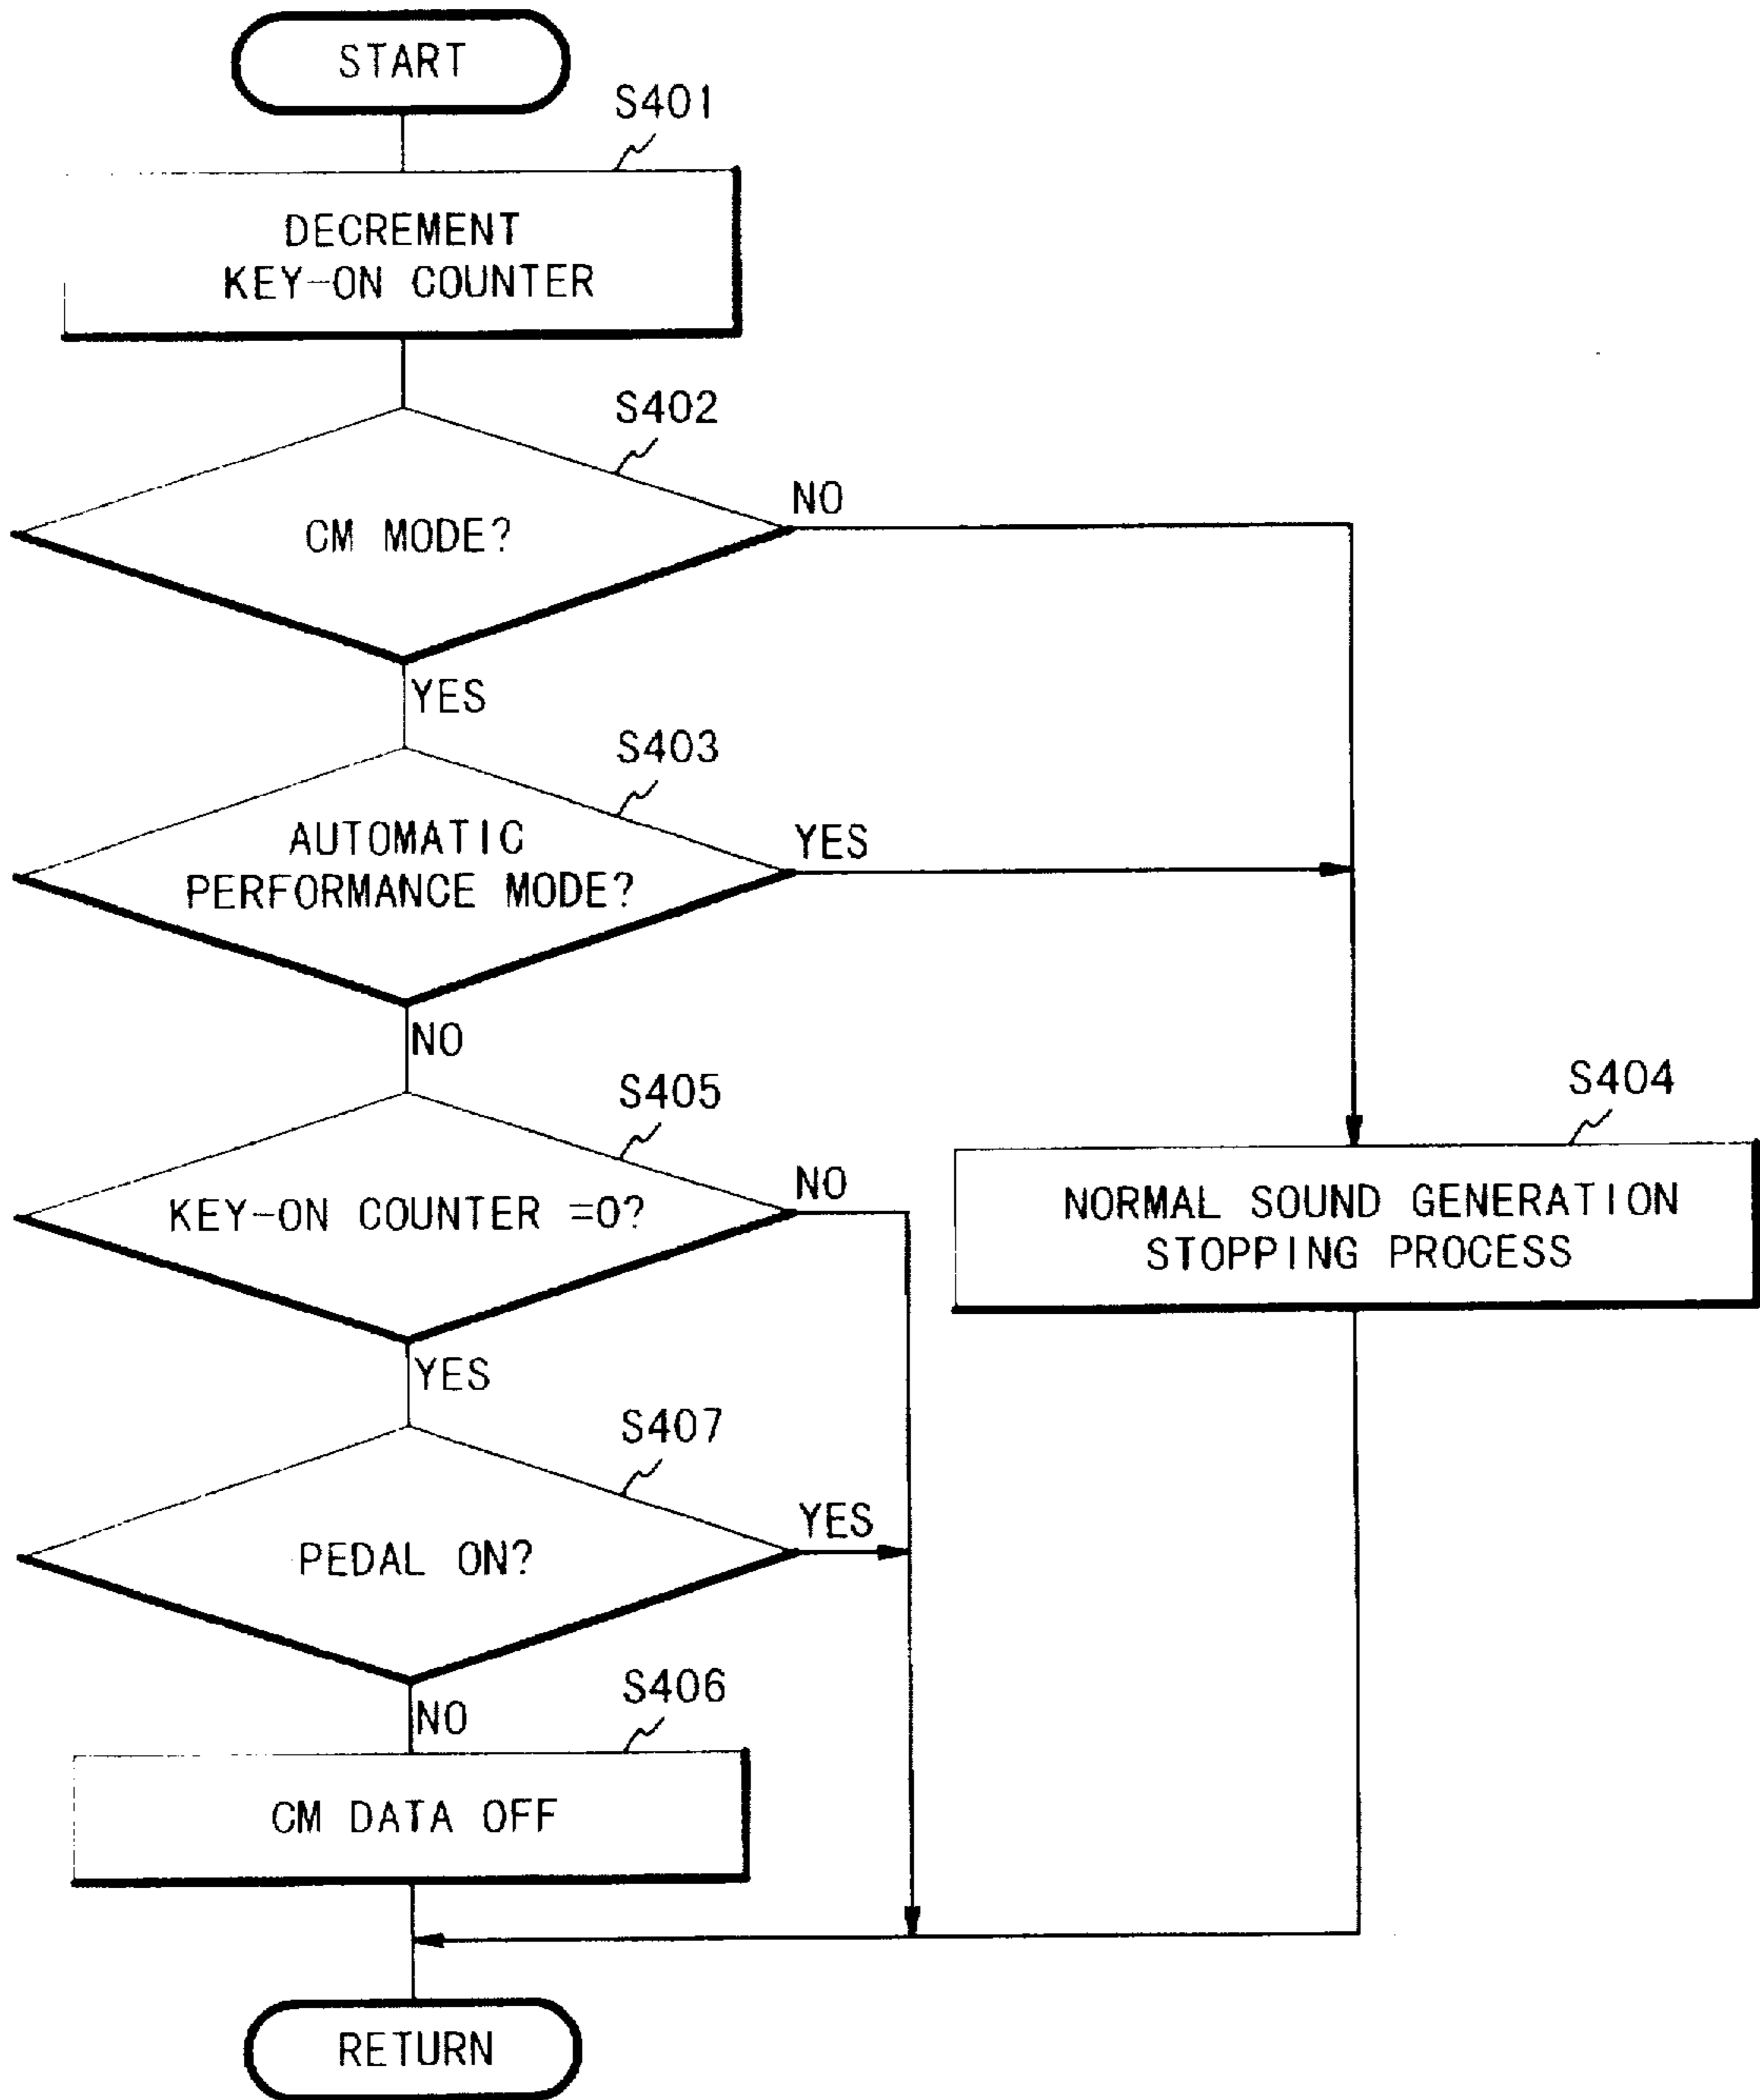 START
S401
DECREMENT
KEY-ON COUNTER
S402
CM MODE?
NO
YES
S403
AUTOMATIC
PERFORMANCE MODE?
YES
NO
S405
KEY-ON COUNTER =0?
NO
YES
S404
NORMAL SOUND GENERATION
STOPPING PROCESS
S407
PEDAL ON?
YES
NO
S406
CM DATA OFF
RETURN